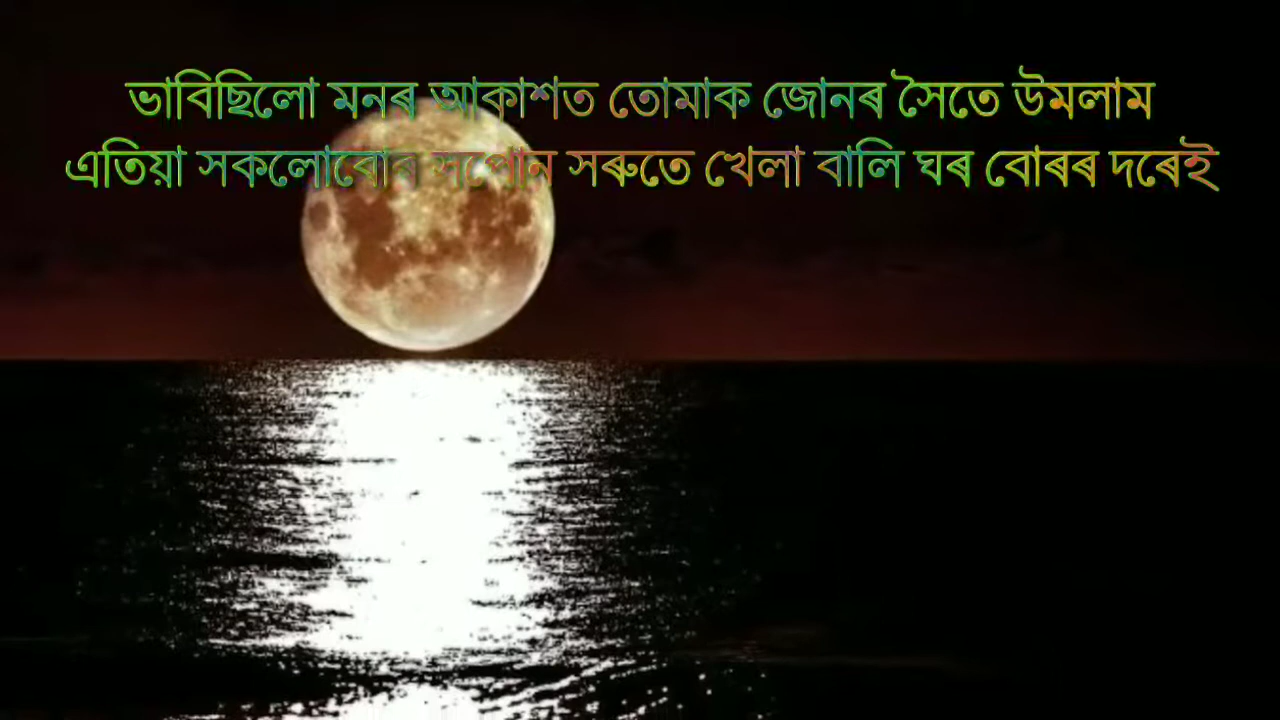 ভাবিছিলো মনৰ আকাশত তোমাক জোনৰ সৈতে উমলাম
এতিয়া সকলোবোৰ সপোন সৰুতে খেলা বালি ঘৰ বোৰৰ দৰেই